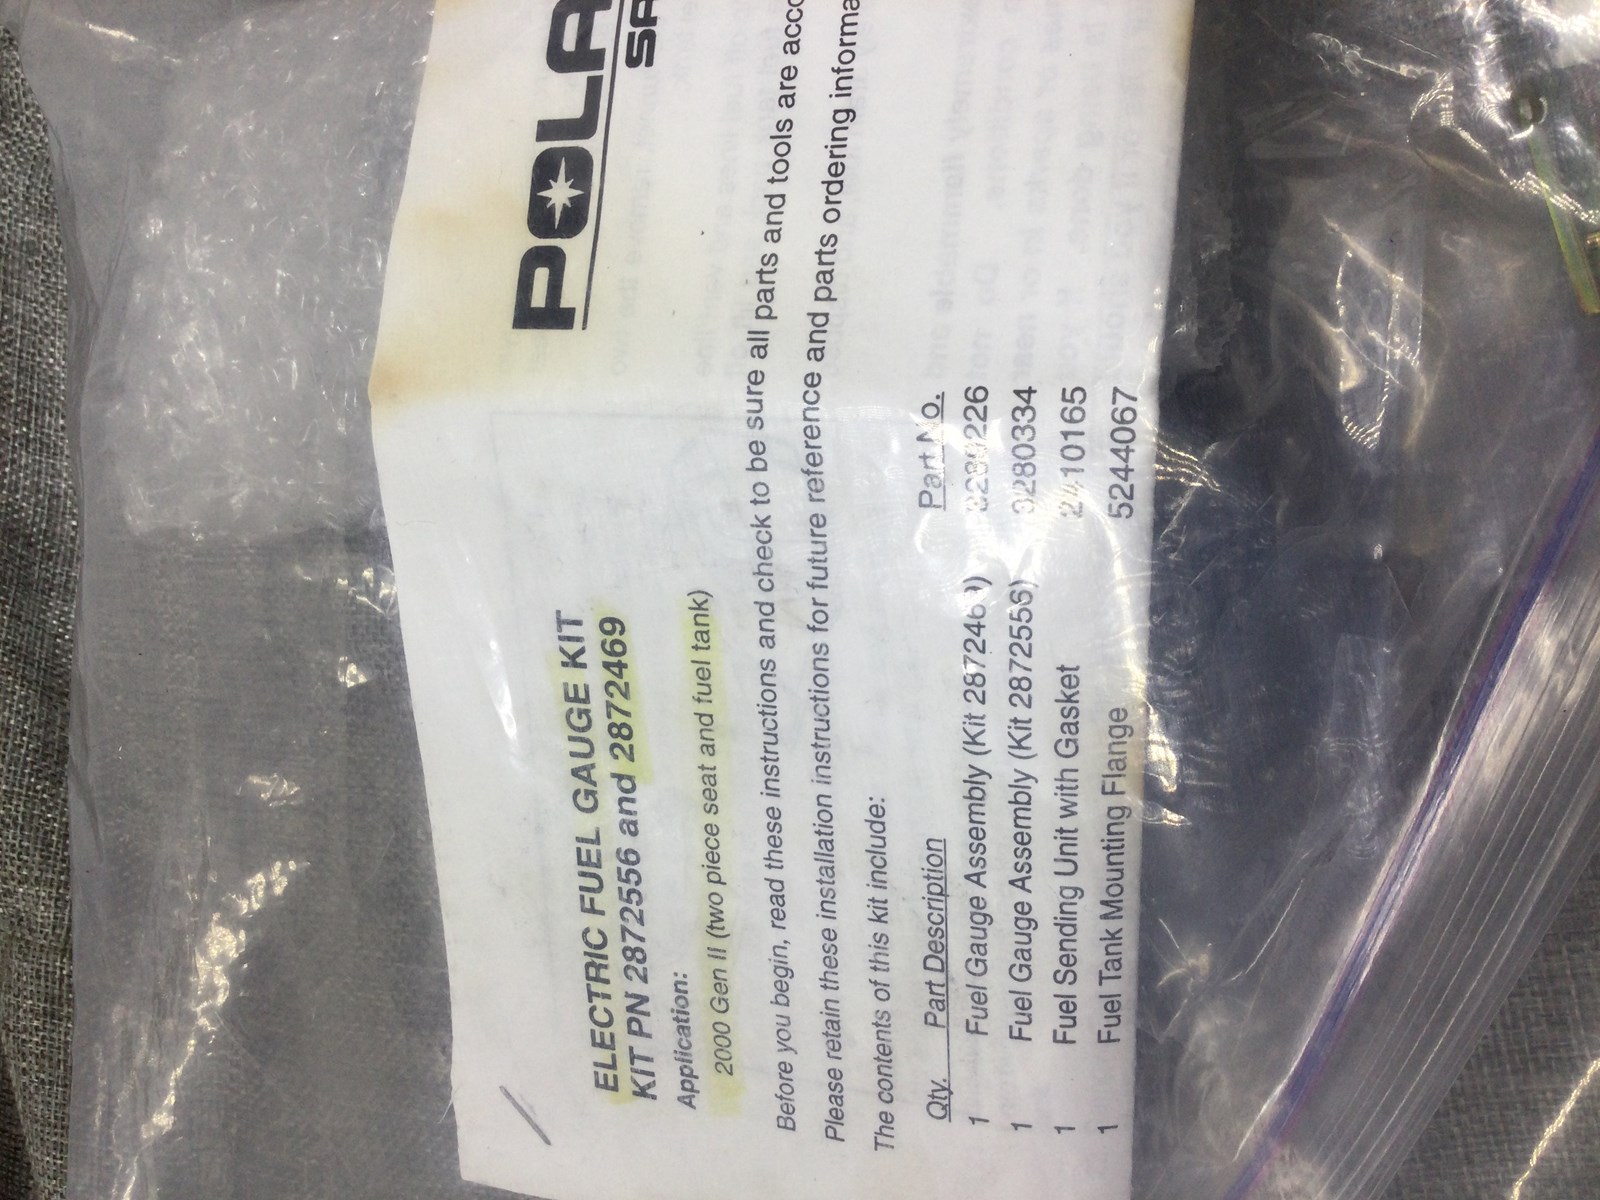 POLA
SA
ELECTRIC FUEL GAUGE KIT
KIT PN 2872556 and 2872469
Application:
2000 Gen II (two piece seat and fuel tank)
Before you begin, read these instructions and check to be sure all parts and tools are acco
Please retain these installation instructions for future reference and parts ordering informa
The contents of this kit include:
Qty. Part Description Part No.
1 Fuel Gauge Assembly (Kit
1 Fuel Gauge Assembly (Kit 2872556) 3280334
1 Fuel Sending Unit with Gasket 2410165
1 Fuel Tank Mounting Flange 5244067